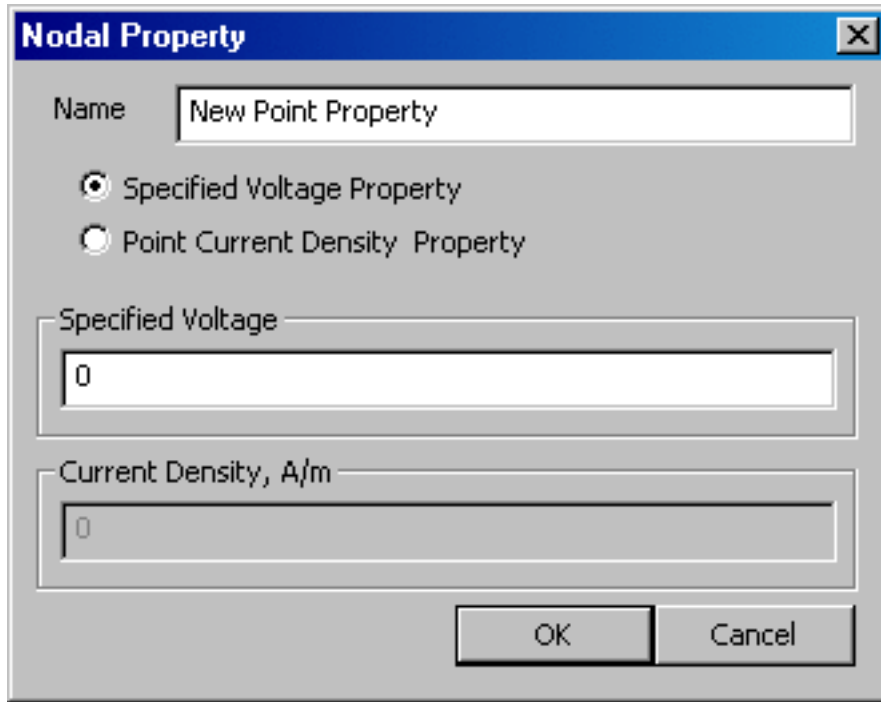 Nodal Property
Name
New Point Property
Specified Voltage Property
Point Current Density Property
Specified Voltage
0
Current Density, A/m
0
OK
Cancel